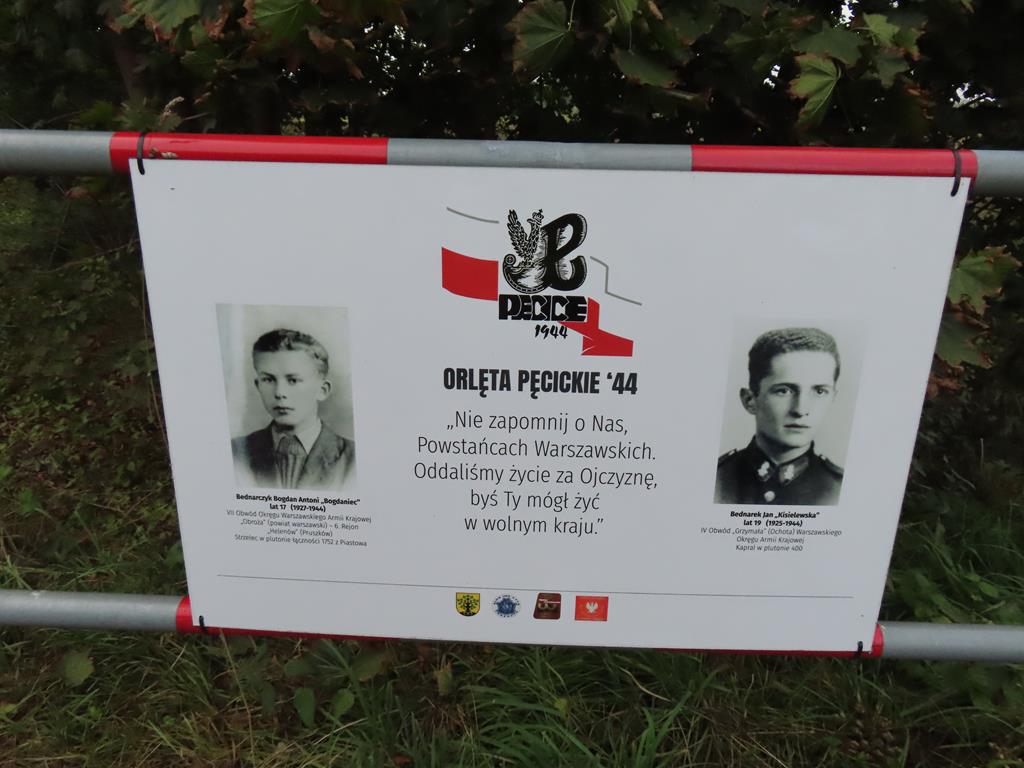 PĘCICE
1944
ORLĘTA PĘCICKIE ‘44
„Nie zapomnij o Nas,
Powstańcach Warszawskich.
Oddaliśmy życie za Ojczyznę,
byś Ty mógł żyć
w wolnym kraju.”
Bednarczyk Bogdan Antoni „Bogdaniec”
lat 17 (1927-1944)
VII Obwód Okręgu Warszawskiego Armii Krajowej
„Obroża” (powiat warszawski) – 6. Rejon
„Helenów” (Pruszków)
Strzelec w plutonie łączności 1752 z Piastowa
Bednarek Jan „Kisielewska”
lat 19 (1925-1944)
IV Obwód „Grzymała” (Ochota) Warszawskiego
Okręgu Armii Krajowej
Kapral w plutonie 400